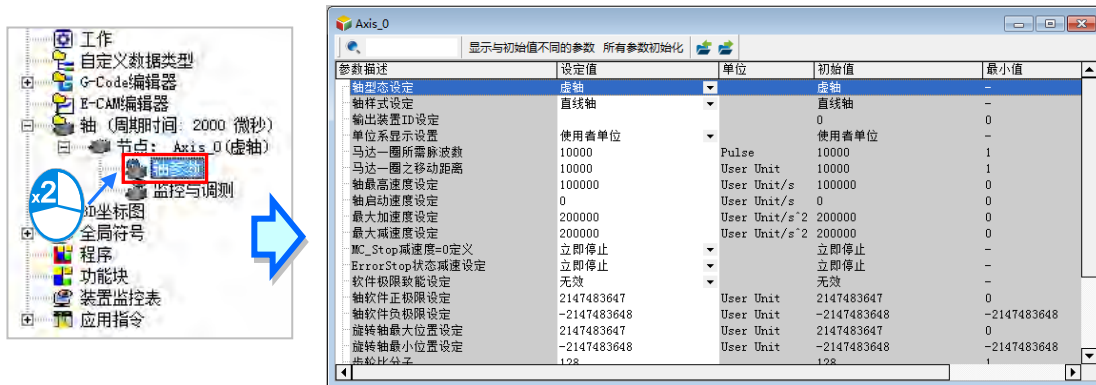 工作
自定义数据类型
G-Code编辑器
E-CAM编辑器
轴 (周期时间: 2000 微秒)
节点: Axis_0(虚轴)
轴参数
监控与调测
3D坐标图
全局符号
程序
功能块
装置监控表
应用指令
x2
Axis_0
显示与初始值不同的参数 所有参数初始化
参数描述 设定值 单位 初始值 最小值
轴型态设定 虚轴 虚轴 -
轴样式设定 直线轴 直线轴 -
输出装置ID设定 0 0
单位系显示设置 使用者单位 使用者单位 -
马达一圈所需脉波数 10000 Pulse 10000 1
马达一圈之移动距离 10000 User Unit 10000 1
轴最高速度设定 100000 User Unit/s 100000 0
轴启动速度设定 0 User Unit/s 0 0
最大加速度设定 200000 User Unit/s^2 200000 0
最大减速度设定 200000 User Unit/s^2 200000 0
MC_Stop减速度=0定义 立即停止 立即停止 -
ErrorStop状态减速设定 立即停止 立即停止 -
软件极限致能设定 无效 无效 -
轴软件正极限设定 2147483647 User Unit 2147483647 0
轴软件负极限设定 -2147483648 User Unit -2147483648 -2147483648
旋转轴最大位置设定 2147483647 User Unit 2147483647 0
旋转轴最小位置设定 -2147483648 User Unit -2147483648 -2147483648
齿轮比分子 128 128 1